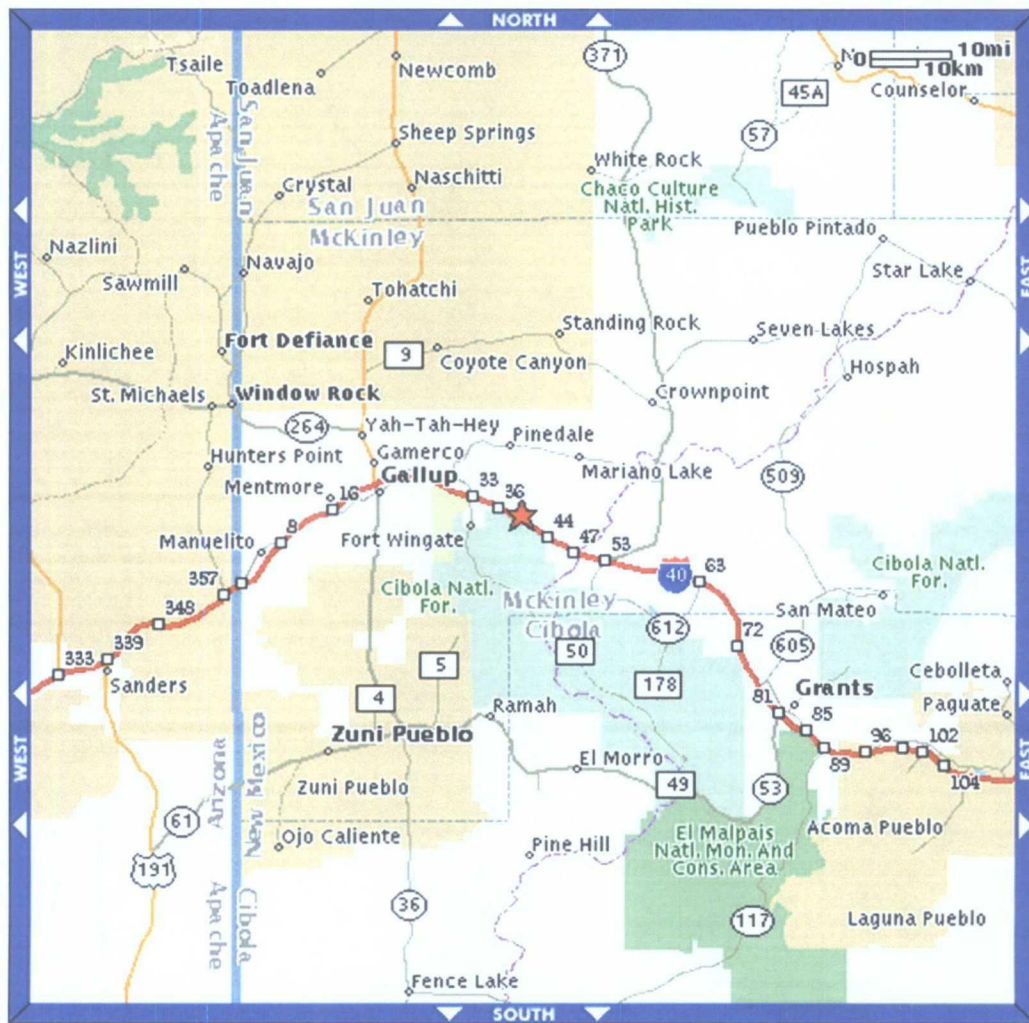 NORTH
Tsaile
Toadlena
Newcomb
371
N
0
10mi
10km
45A
Counselor
Apache
San Juan
Sheep Springs
57
White Rock
Crystal
Naschitti
Chaco Culture
Natl. Hist.
Park
San Juan
McKinley
Pueblo Pintado
WEST
EAST
Nazlini
Sawmill
Navajo
Star Lake
Tohatchi
Standing Rock
Seven Lakes
Fort Defiance
9
Coyote Canyon
Kinlichee
Hospah
St. Michaels
Window Rock
Crownpoint
264
Yah-Tah-Hey
Pinedale
Hunters Point
Gamerco
Mariano Lake
Mentmore
Gallup
509
16
33
36
8
44
Fort Wingate
47
Manuelito
53
63
40
Cibola Natl.
For.
Cibola Natl.
For.
357
McKinley
Cibola
San Mateo
348
612
72
339
50
605
333
5
178
Cebolleta
Sanders
4
81
Grants
Paguate
Ramah
85
Zuni Pueblo
96
102
WEST
EAST
El Morro
89
104
Arizona
New Mexico
Zuni Pueblo
49
53
61
Ojo Caliente
El Malpais
Natl. Mon. And
Cons. Area
Acoma Pueblo
Pine Hill
191
Apache
Cibola
36
117
Laguna Pueblo
Fence Lake
SOUTH